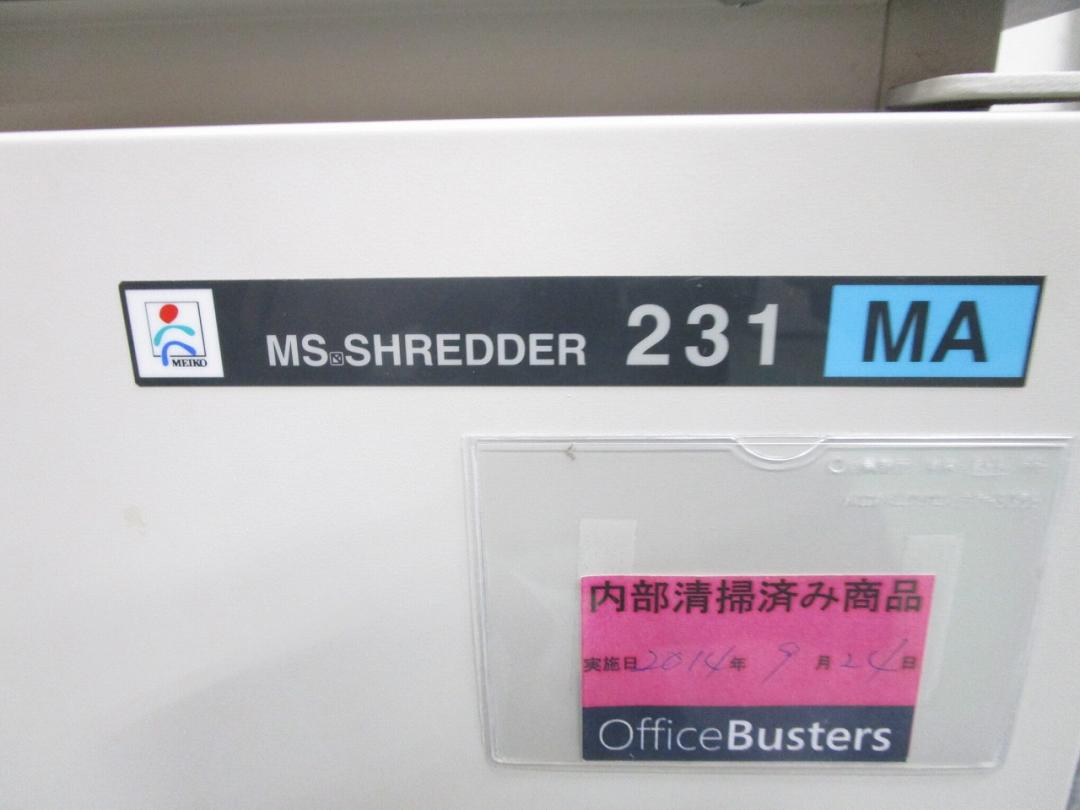 MEIKO
MS SHREDDER 231 MA
内部清掃済み商品
実施日2014年 9月24日
OfficeBusters